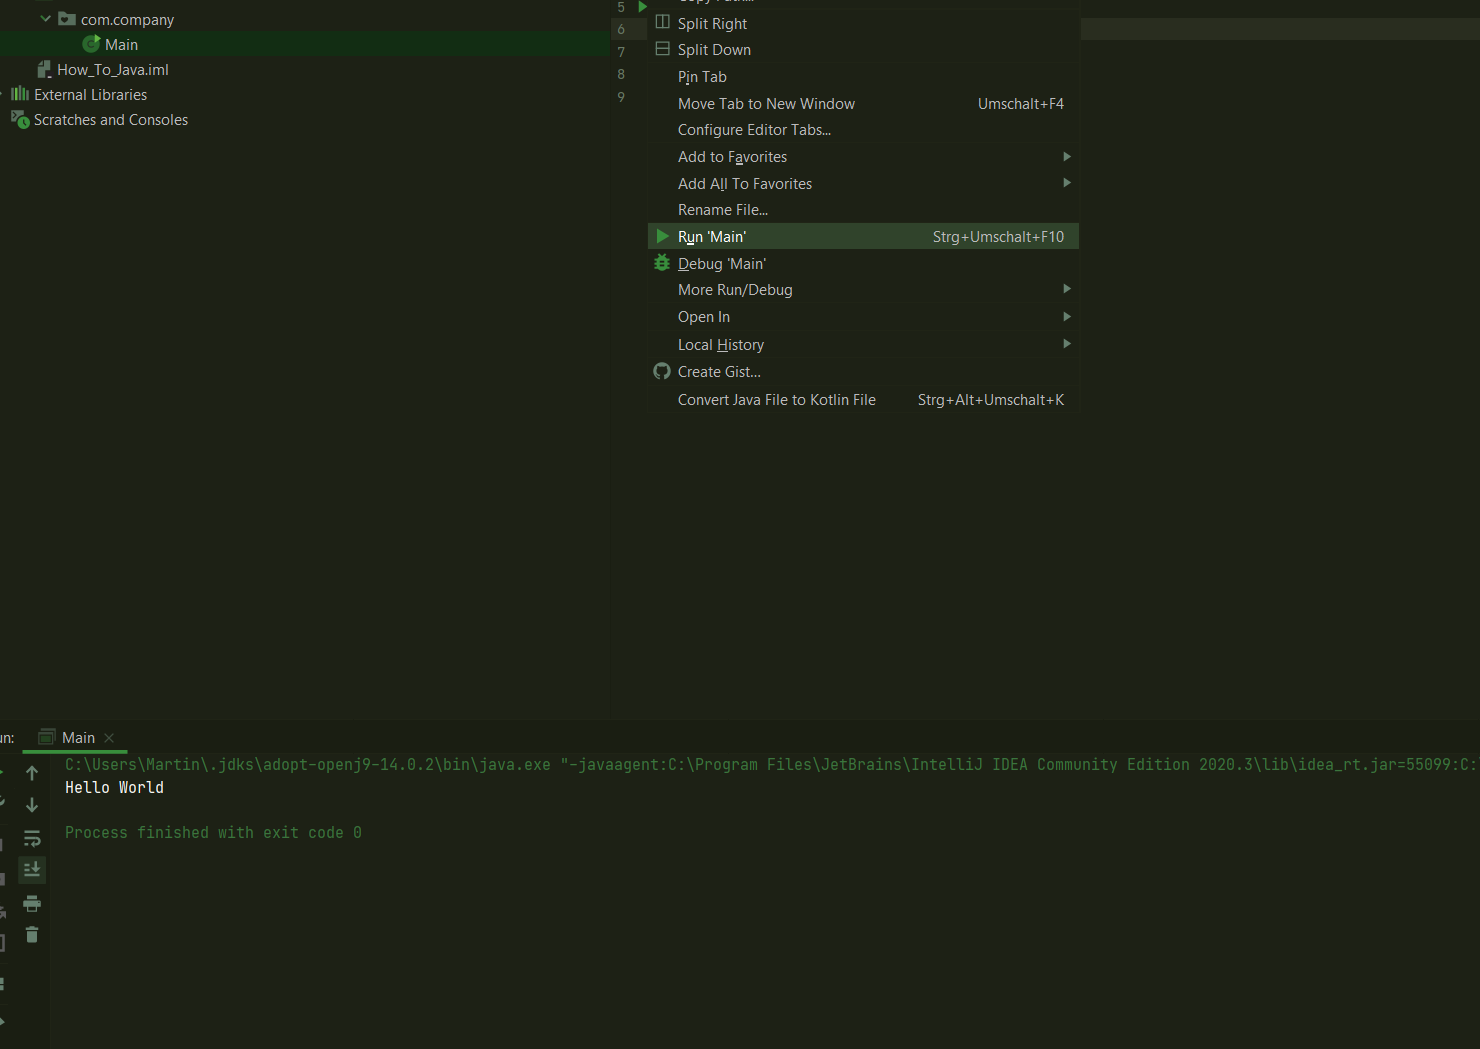 com.company
Main
How_To_Java.iml
External Libraries
Scratches and Consoles
5
6
7
8
9
Split Right
Split Down
Pin Tab
Move Tab to New Window Umschalt+F4
Configure Editor Tabs...
Add to Favorites
Add All To Favorites
Rename File...
Run 'Main' Strg+Umschalt+F10
Debug 'Main'
More Run/Debug
Open In
Local History
Create Gist...
Convert Java File to Kotlin File Strg+Alt+Umschalt+K
Main
C:\Users\Martin\.jdks\adopt-openj9-14.0.2\bin\java.exe "-javaagent:C:\Program Files\JetBrains\IntelliJ IDEA Community Edition 2020.3\lib\idea_rt.jar=55099:C:
Hello World
Process finished with exit code 0